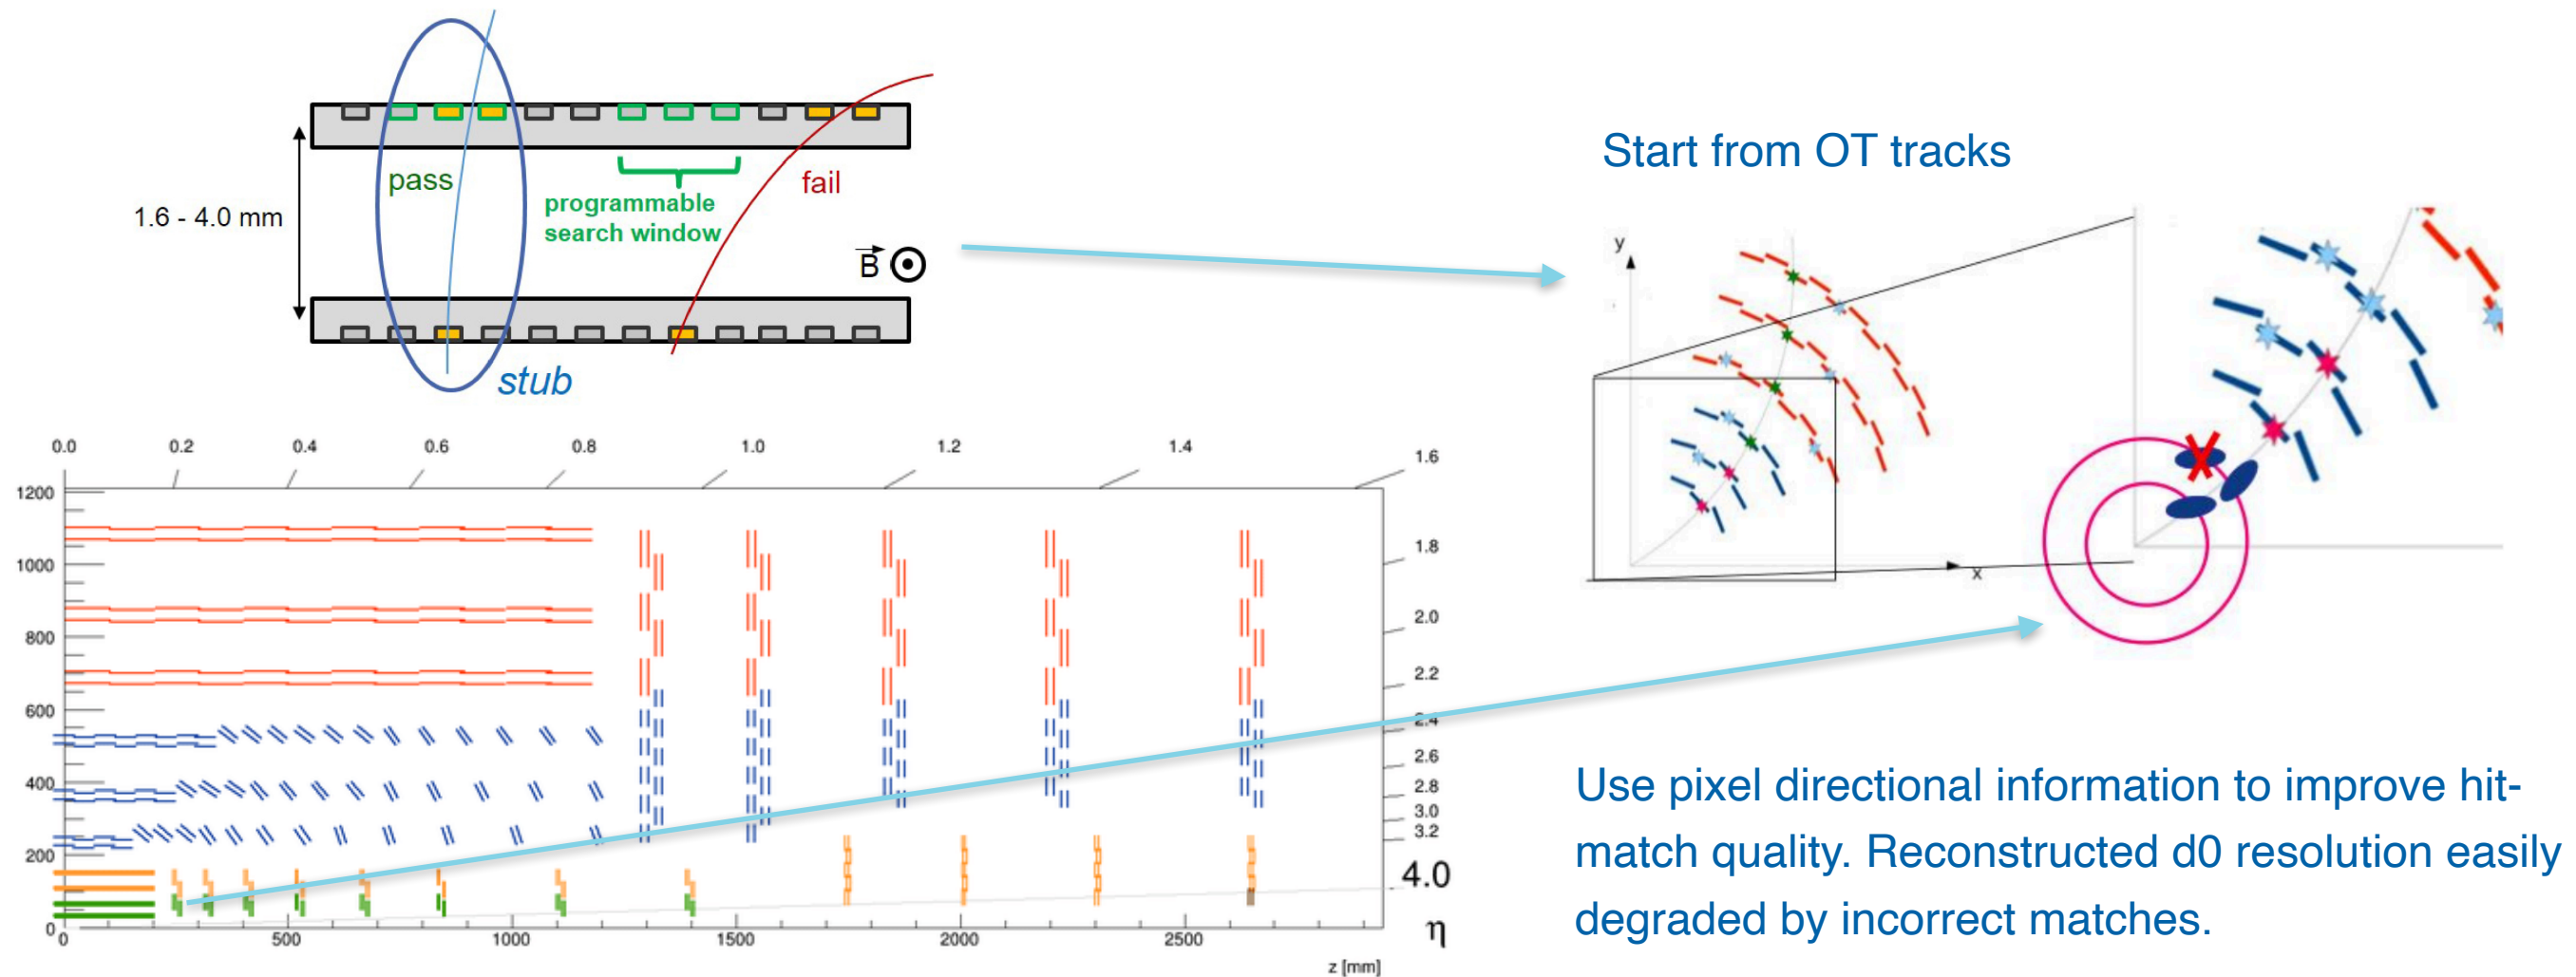 pass
fail
programmable
search window
1.6 - 4.0 mm
B
stub
Start from OT tracks
y
x
0.0 0.2 0.4 0.6 0.8 1.0 1.2 1.4 1.6
1200
1000
800
600
400
200
0
1.8
2.0
2.2
2.4
2.6
2.8
3.0
3.2
4.0
η
0 500 1000 1500 2000 2500
z [mm]
Use pixel directional information to improve hit-
match quality. Reconstructed d0 resolution easily
degraded by incorrect matches.